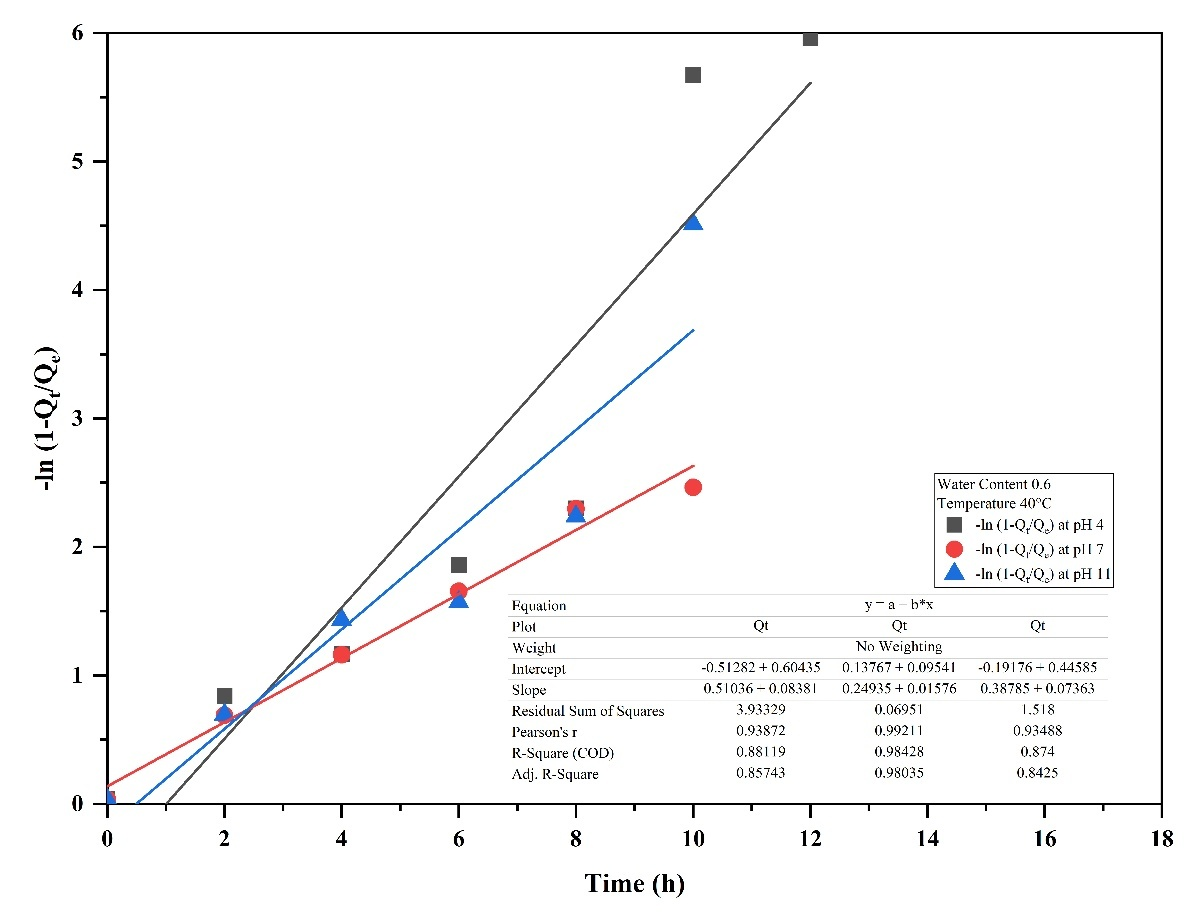 6
5
4
3
2
1
0
-ln (1-Qt/Qe)
0 2 4 6 8 10 12 14 16 18
Time (h)
Water Content 0.6
Temperature 40°C
-ln (1-Qt/Qe) at pH 4
-ln (1-Qt/Qe) at pH 7
-ln (1-Qt/Qe) at pH 11
Equation y = a – b*x
Plot Qt Qt Qt
Weight No Weighting
Intercept -0.51282 + 0.60435 0.13767 + 0.09541 -0.19176 + 0.44585
Slope 0.51036 + 0.08381 0.24935 + 0.01576 0.38785 + 0.07363
Residual Sum of Squares 3.93329 0.06951 1.518
Pearson's r 0.93872 0.99211 0.93488
R-Square (COD) 0.88119 0.98428 0.874
Adj. R-Square 0.85743 0.98035 0.8425